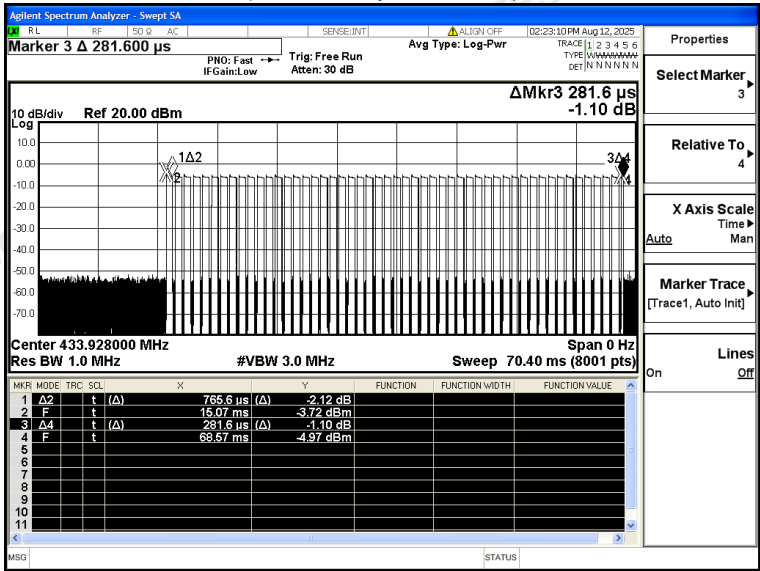 Agilent Spectrum Analyzer - Swept SA
LXI RL RF 50 Ω AC SENSE:INT ALIGN OFF 02:23:10 PM Aug 12, 2025
Marker 3 Δ 281.600 µs
PNO: Fast
IFGain:Low
Trig: Free Run
Atten: 30 dB
Avg Type: Log-Pwr
TRACE 1 2 3 4 5 6
TYPE
DET N N N N N N
ΔMkr3 281.6 µs
-1.10 dB
10 dB/div Ref 20.00 dBm
Log
10.0
0.00
-10.0
-20.0
-30.0
-40.0
-50.0
-60.0
-70.0
1Δ2
2
3Δ4
4
Center 433.928000 MHz Span 0 Hz
Res BW 1.0 MHz #VBW 3.0 MHz Sweep 70.40 ms (8001 pts)
MKR MODE TRC SCL X Y FUNCTION FUNCTION WIDTH FUNCTION VALUE
1 Δ2 t (Δ) 765.6 µs (Δ) -2.12 dB
2 F t 15.07 ms -3.72 dBm
3 Δ4 t (Δ) 281.6 µs (Δ) -1.10 dB
4 F t 68.57 ms -4.97 dBm
5
6
7
8
9
10
11
MSG STATUS
Properties
Select Marker
3
Relative To
4
X Axis Scale
Time
Auto Man
Marker Trace
[Trace1, Auto Init]
Lines
On Off